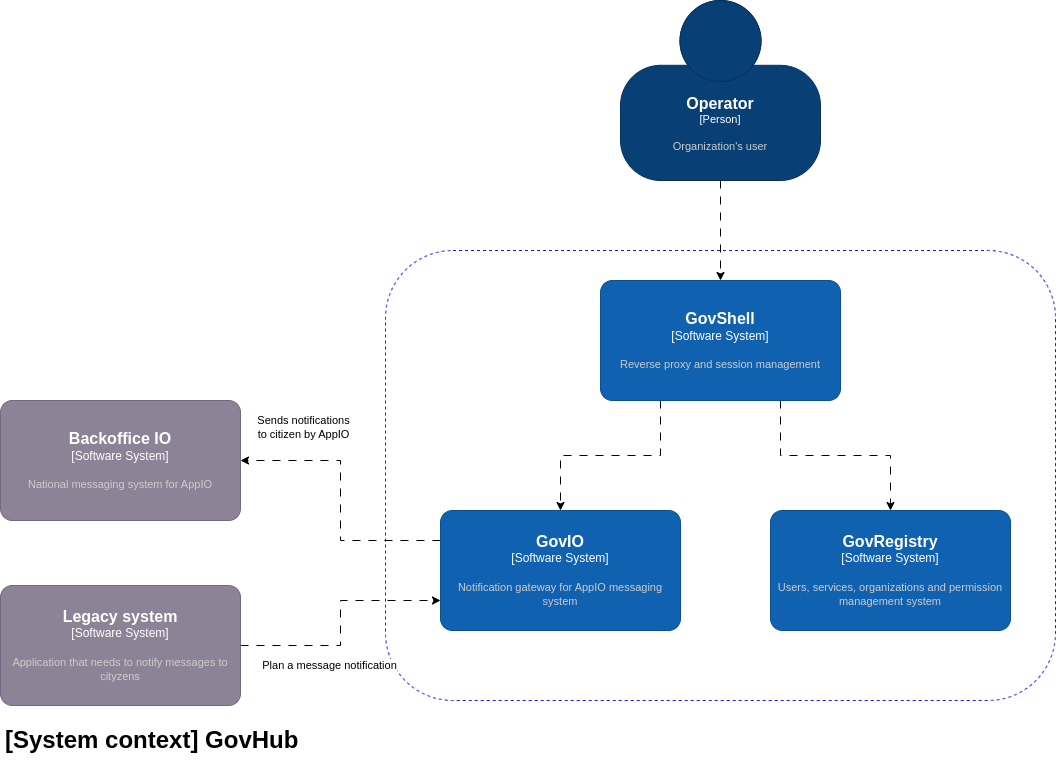 Operator
[Person]
Organization's user
GovShell
[Software System]
Reverse proxy and session management
Backoffice IO
[Software System]
National messaging system for AppIO
Sends notifications
to citizen by AppIO
GovIO
[Software System]
Notification gateway for AppIO messaging
system
GovRegistry
[Software System]
Users, services, organizations and permission
management system
Legacy system
[Software System]
Application that needs to notify messages to
cityzens
Plan a message notification
[System context] GovHub